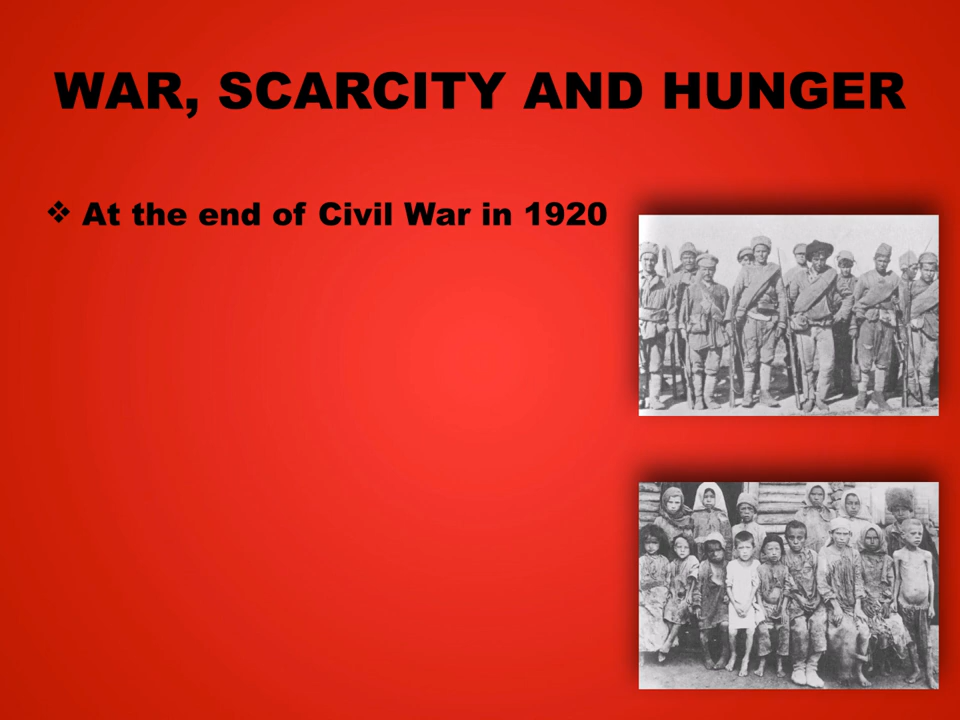 WAR, SCARCITY AND HUNGER
❖ At the end of Civil War in 1920